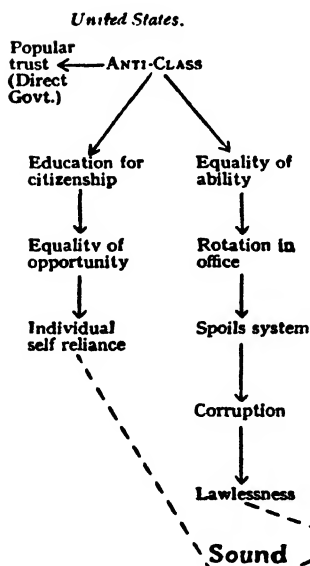 United States.
Popular
trust
(Direct
Govt.)
ANTI-CLASS
Education for
citizenship
Equality of
ability
Equality of
opportunity
Rotation in
office
Individual
self reliance
Spoils system
Corruption
Lawlessness
Sound